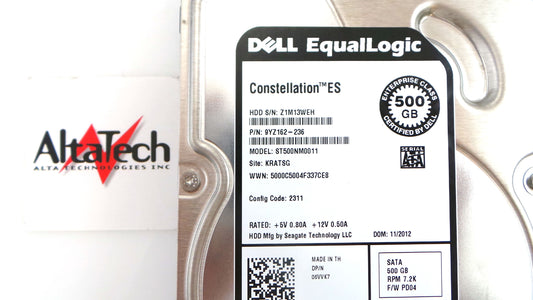 AltaTech
ALTA TECHNOLOGIES INC
DELL EqualLogic
Constellation™ES
HDD S/N: Z1M13WEH
P/N: 9YZ162-236
MODEL: ST500NM0011
Site: KRATSG
WWN: 5000C5004F337CE8
Config Code: 2311
RATED: +5V 0.80A +12V 0.50A
HDD Mfg by Seagate Technology LLC
DOM: 11/2012
ENTERPRISE CLASS
500
GB
CERTIFIED BY DELL
SERIAL
SATA
MADE IN TH
DP/N
06VVK7
SATA
500 GB
RPM 7.2K
F/W PD04